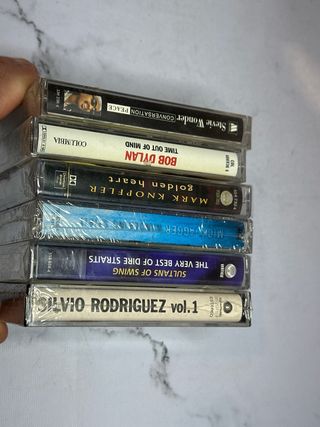 Stevie Wonder CONVERSATION PEACE
BOB DYLAN
TIME OUT OF MIND
COLUMBIA
MARK KNOPFLER
golden heart
SULTANS OF SWING
THE VERY BEST OF DIRE STRAITS
SILVIO RODRIGUEZ vol.1